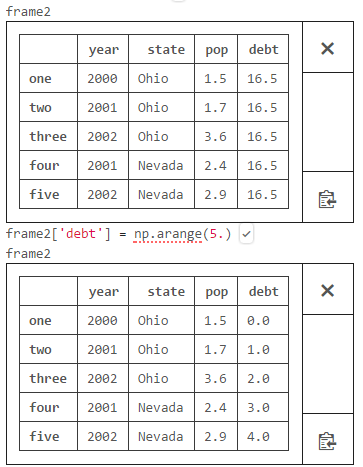 frame2
year state pop debt
one 2000 Ohio 1.5 16.5
two 2001 Ohio 1.7 16.5
three 2002 Ohio 3.6 16.5
four 2001 Nevada 2.4 16.5
five 2002 Nevada 2.9 16.5
frame2['debt'] = np.arange(5.)
frame2
year state pop debt
one 2000 Ohio 1.5 0.0
two 2001 Ohio 1.7 1.0
three 2002 Ohio 3.6 2.0
four 2001 Nevada 2.4 3.0
five 2002 Nevada 2.9 4.0